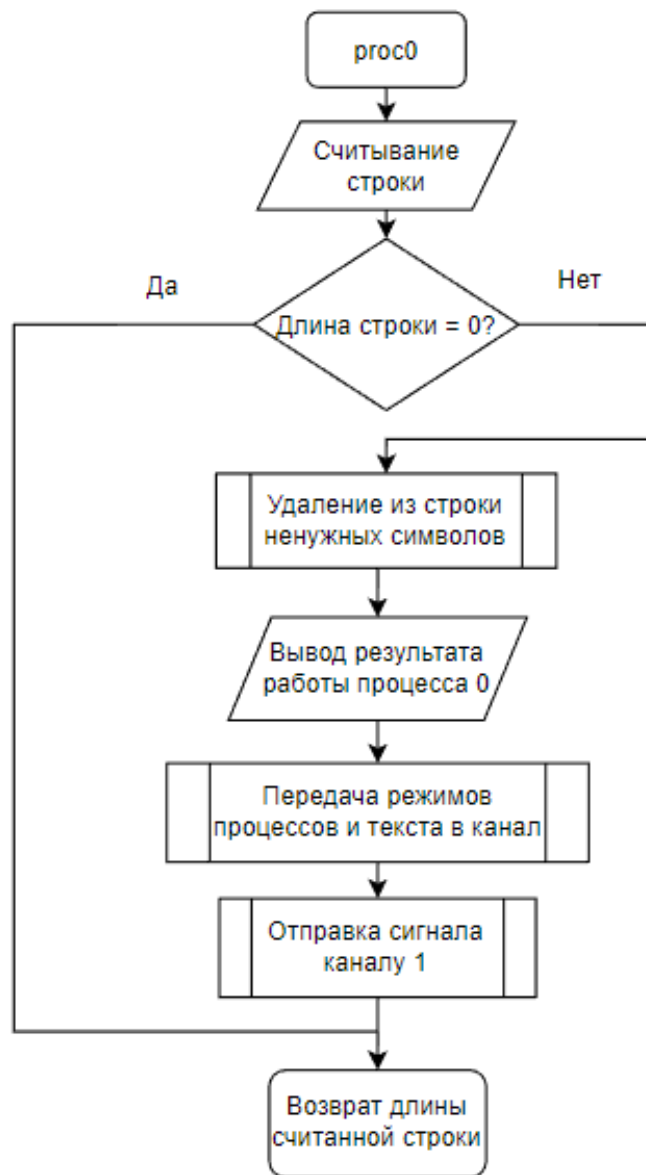 proc0
Считывание
строки
Да
Нет
Длина строки = 0?
Удаление из строки
ненужных символов
Вывод результата
работы процесса 0
Передача режимов
процессов и текста в канал
Отправка сигнала
каналу 1
Возврат длины
считанной строки